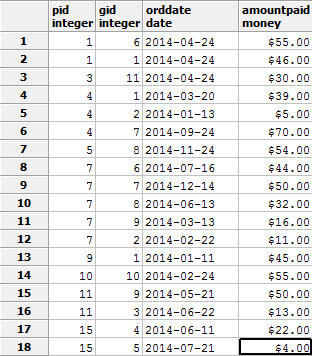 pid gid orddate amountpaid
integer integer date money
1 1 6 2014-04-24 $55.00
2 1 1 2014-04-24 $46.00
3 3 11 2014-04-24 $30.00
4 4 1 2014-03-20 $39.00
5 4 2 2014-01-13 $5.00
6 4 7 2014-09-24 $70.00
7 5 8 2014-11-24 $54.00
8 7 6 2014-07-16 $44.00
9 7 7 2014-12-14 $50.00
10 7 8 2014-06-13 $32.00
11 7 9 2014-03-13 $16.00
12 7 2 2014-02-22 $11.00
13 9 1 2014-01-11 $45.00
14 10 10 2014-02-24 $55.00
15 11 9 2014-05-21 $50.00
16 11 3 2014-06-22 $13.00
17 15 4 2014-06-11 $22.00
18 15 5 2014-07-21 $4.00